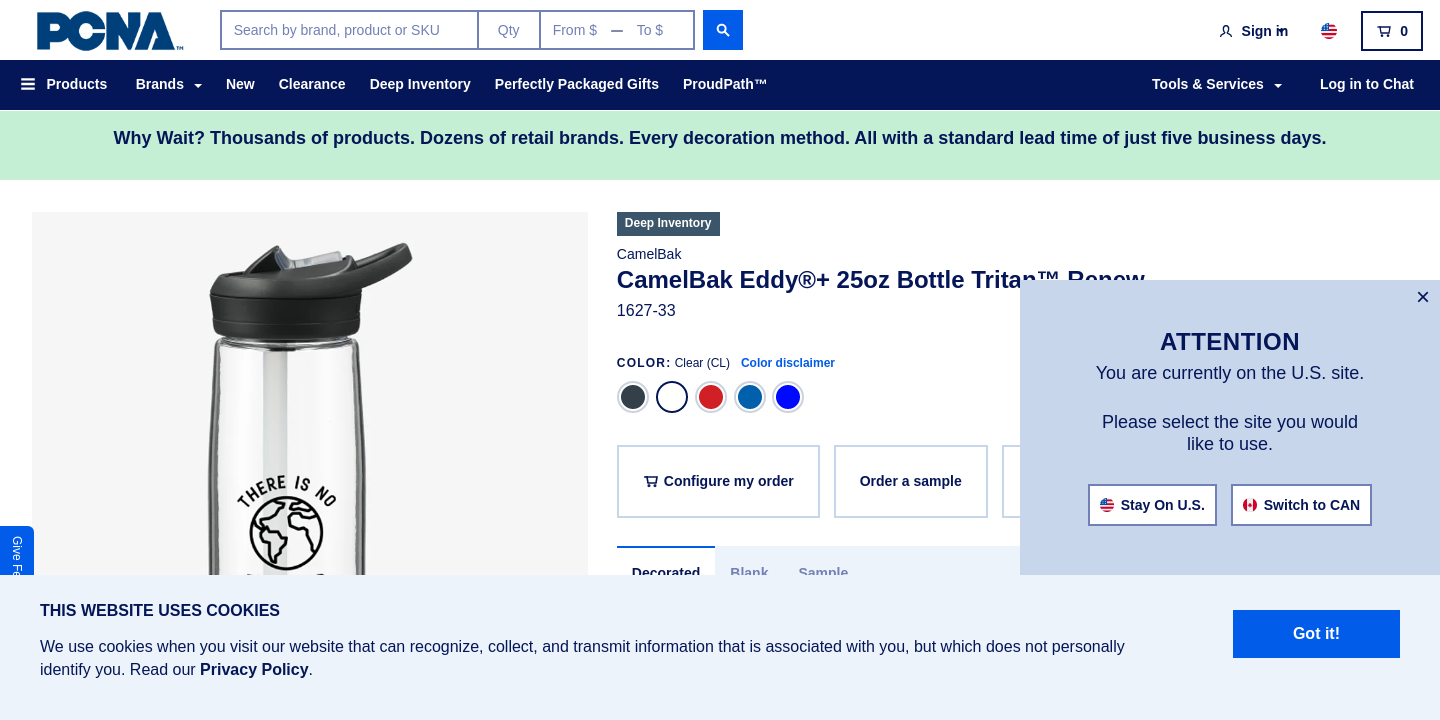 PCNA™
Search by brand, product or SKU
Qty
From $ — To $
Sign in
0
Products
Brands
New
Clearance
Deep Inventory
Perfectly Packaged Gifts
ProudPath™
Tools & Services
Log in to Chat
Why Wait? Thousands of products. Dozens of retail brands. Every decoration method. All with a standard lead time of just five business days.
Deep Inventory
CamelBak
CamelBak Eddy®+ 25oz Bottle Tritan™ Renew
1627-33
COLOR: Clear (CL) Color disclaimer
Configure my order
Order a sample
Decorated
Blank
Sample
THERE IS NO
ATTENTION
You are currently on the U.S. site.
Please select the site you would
like to use.
Stay On U.S.
Switch to CAN
Give
THIS WEBSITE USES COOKIES
We use cookies when you visit our website that can recognize, collect, and transmit information that is associated with you, but which does not personally
identify you. Read our Privacy Policy.
Got it!